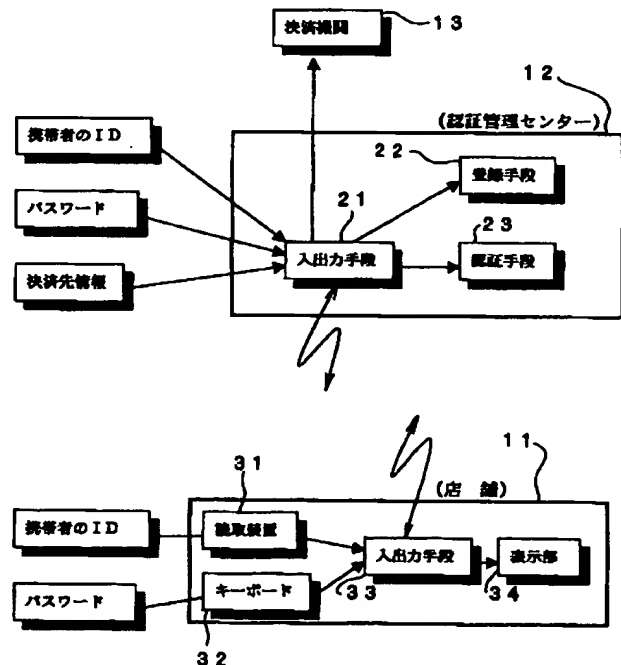 決済機関
13
12
(認証管理センター)
携帯者のID
22
登録手段
パスワード
21
23
入出力手段
認証手段
決済先情報
11
31
(店 舗)
携帯者のID
読取装置
入出力手段
表示部
パスワード
キーボード
33
34
32